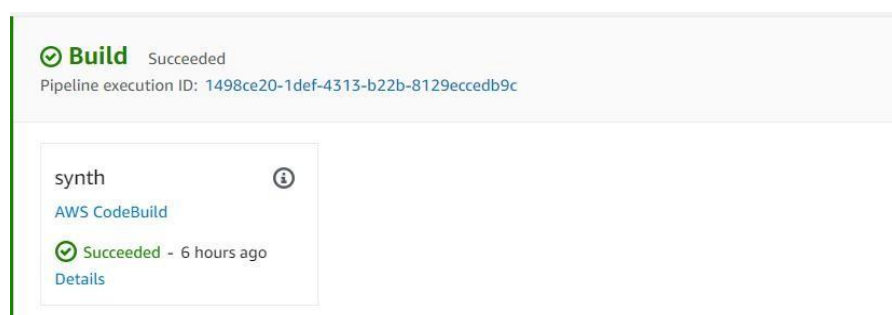 Build Succeeded
Pipeline execution ID: 1498ce20-1def-4313-b22b-8129eccedb9c
synth
AWS CodeBuild
Succeeded - 6 hours ago
Details